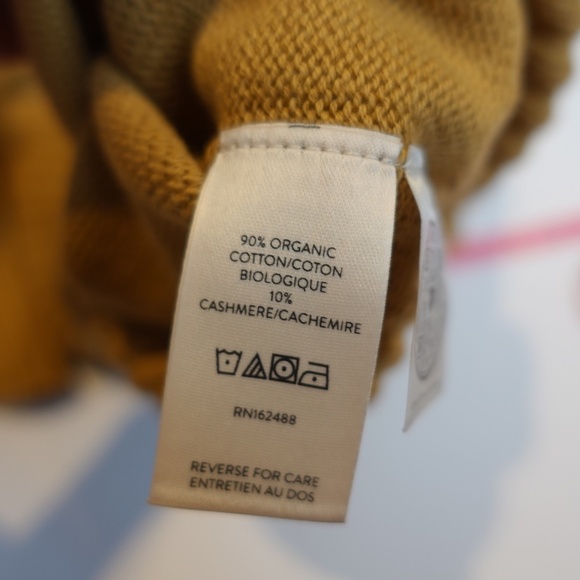 90% ORGANIC
COTTON/COTON
BIOLOGIQUE
10%
CASHMERE/CACHEMIRE
RN162488
REVERSE FOR CARE
ENTRETIEN AU DOS